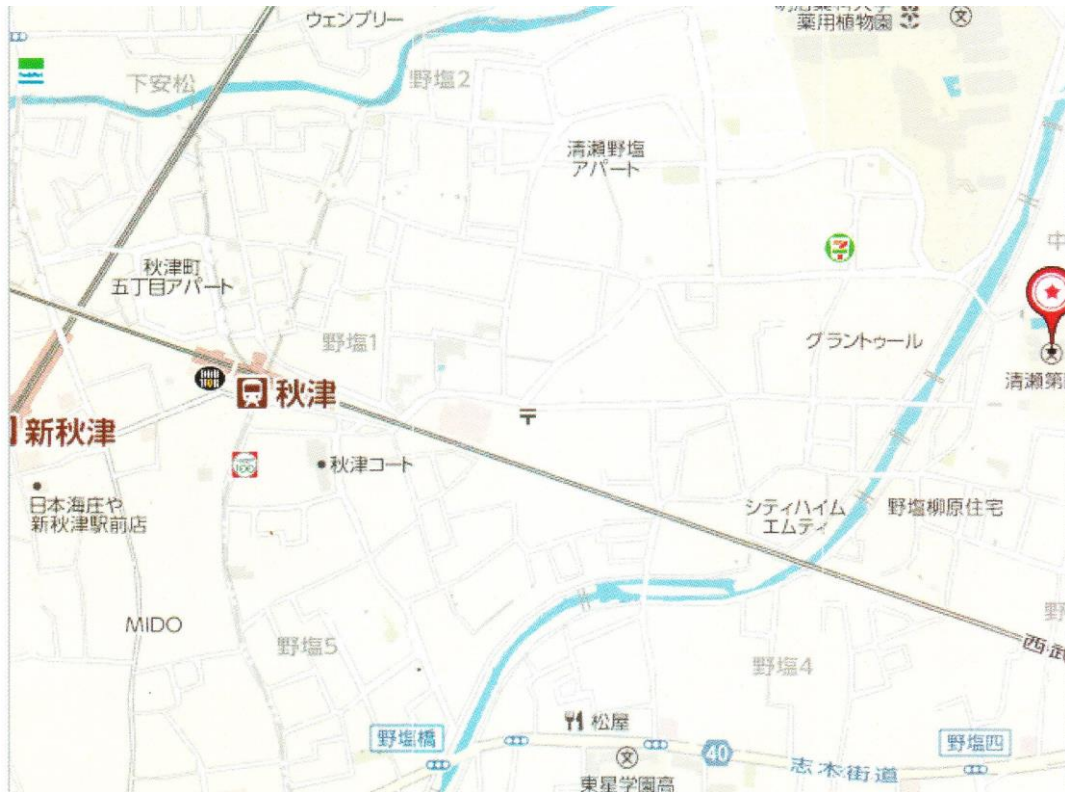 ウェンブリー
薬用植物園
下安松
野塩2
清瀬野塩
アパート
秋津町
五丁目アパート
中
野塩1
グラントゥール
清瀬第
秋津
新秋津
秋津コート
日本海庄や
新秋津駅前店
シティハイム
エムティ
野塩柳原住宅
MIDO
野塩5
野塩4
野
西武
野塩橋
松屋
40
野塩四
志木街道
東星学園高